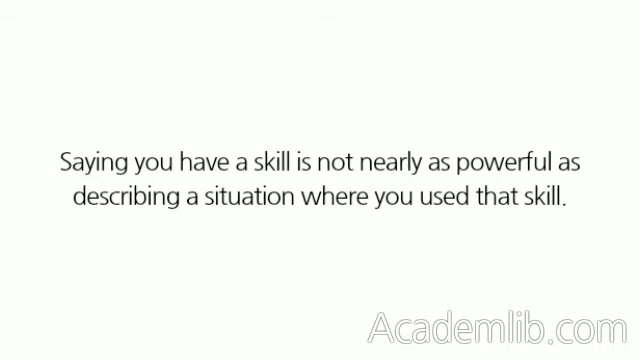 Saying you have a skill is not nearly as powerful as
describing a situation where you used that skill.
Academlib.com